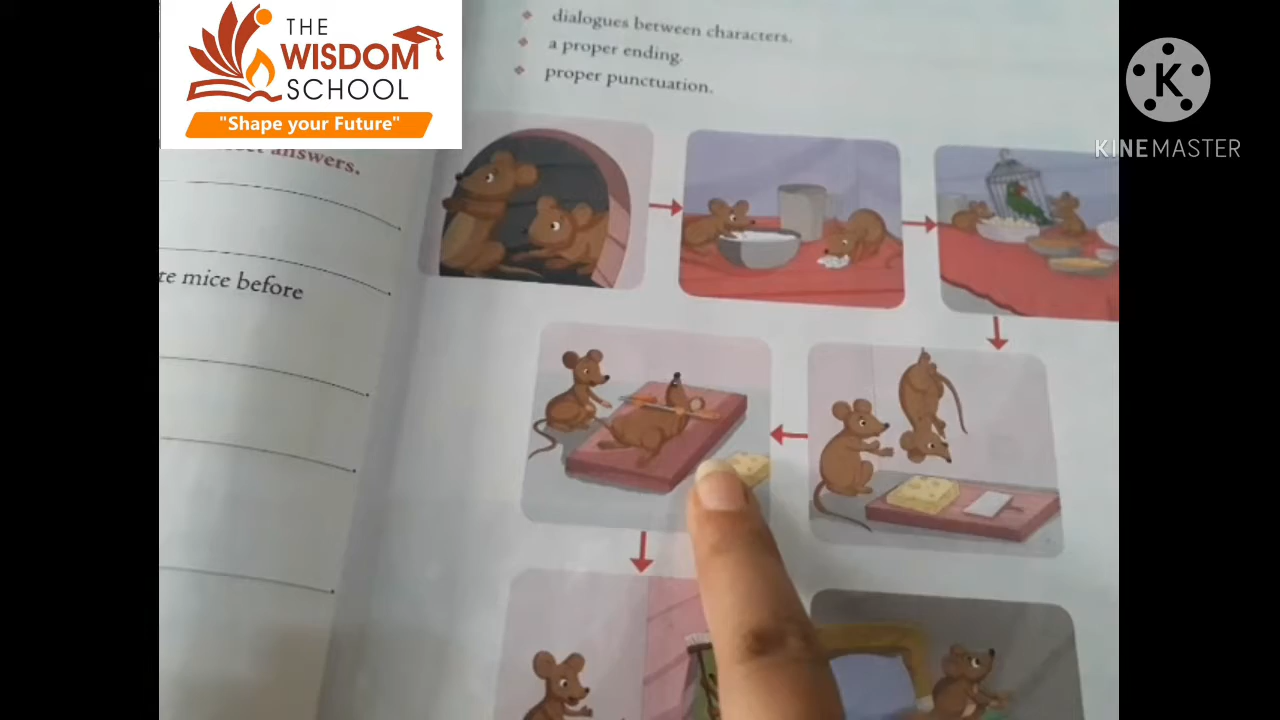 THE
WISDOM
SCHOOL
"Shape your Future"
dialogues between characters.
a proper ending.
proper punctuation.
answers.
mice before
K
KINEMASTER